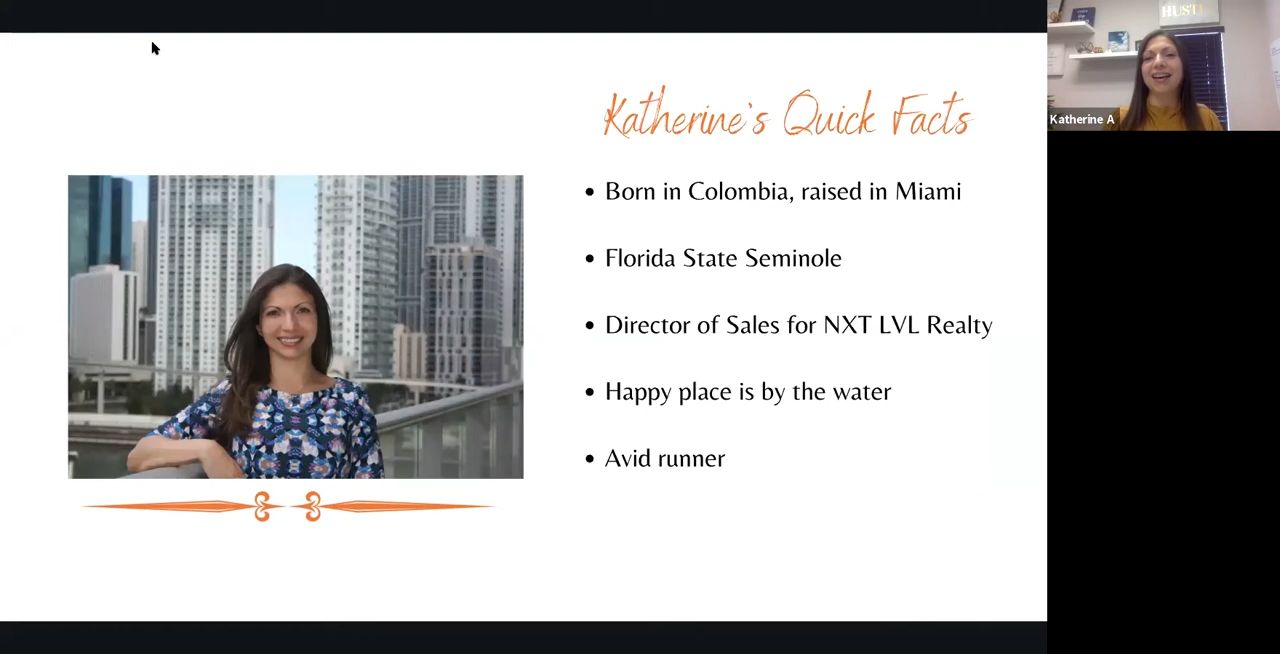 Katherine's Quick Facts
• Born in Colombia, raised in Miami
• Florida State Seminole
• Director of Sales for NXT LVL Realty
• Happy place is by the water
• Avid runner
Katherine A